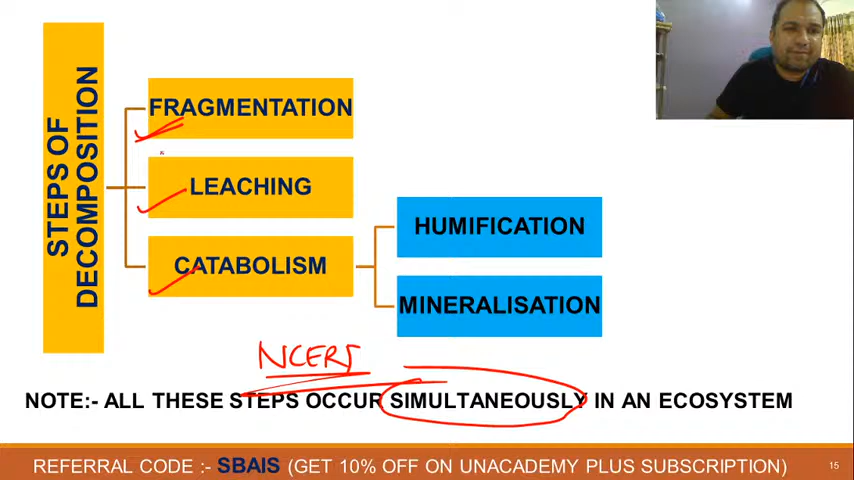 STEPS OF
DECOMPOSITION
FRAGMENTATION
LEACHING
CATABOLISM
HUMIFICATION
MINERALISATION
NCERT
NOTE:- ALL THESE STEPS OCCUR SIMULTANEOUSLY IN AN ECOSYSTEM
REFERRAL CODE :- SBAIS (GET 10% OFF ON UNACADEMY PLUS SUBSCRIPTION)
15